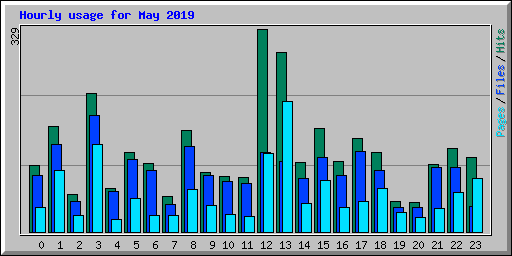 Hourly usage for May 2019
329
Pages / Files / Hits
0 1 2 3 4 5 6 7 8 9 10 11 12 13 14 15 16 17 18 19 20 21 22 23